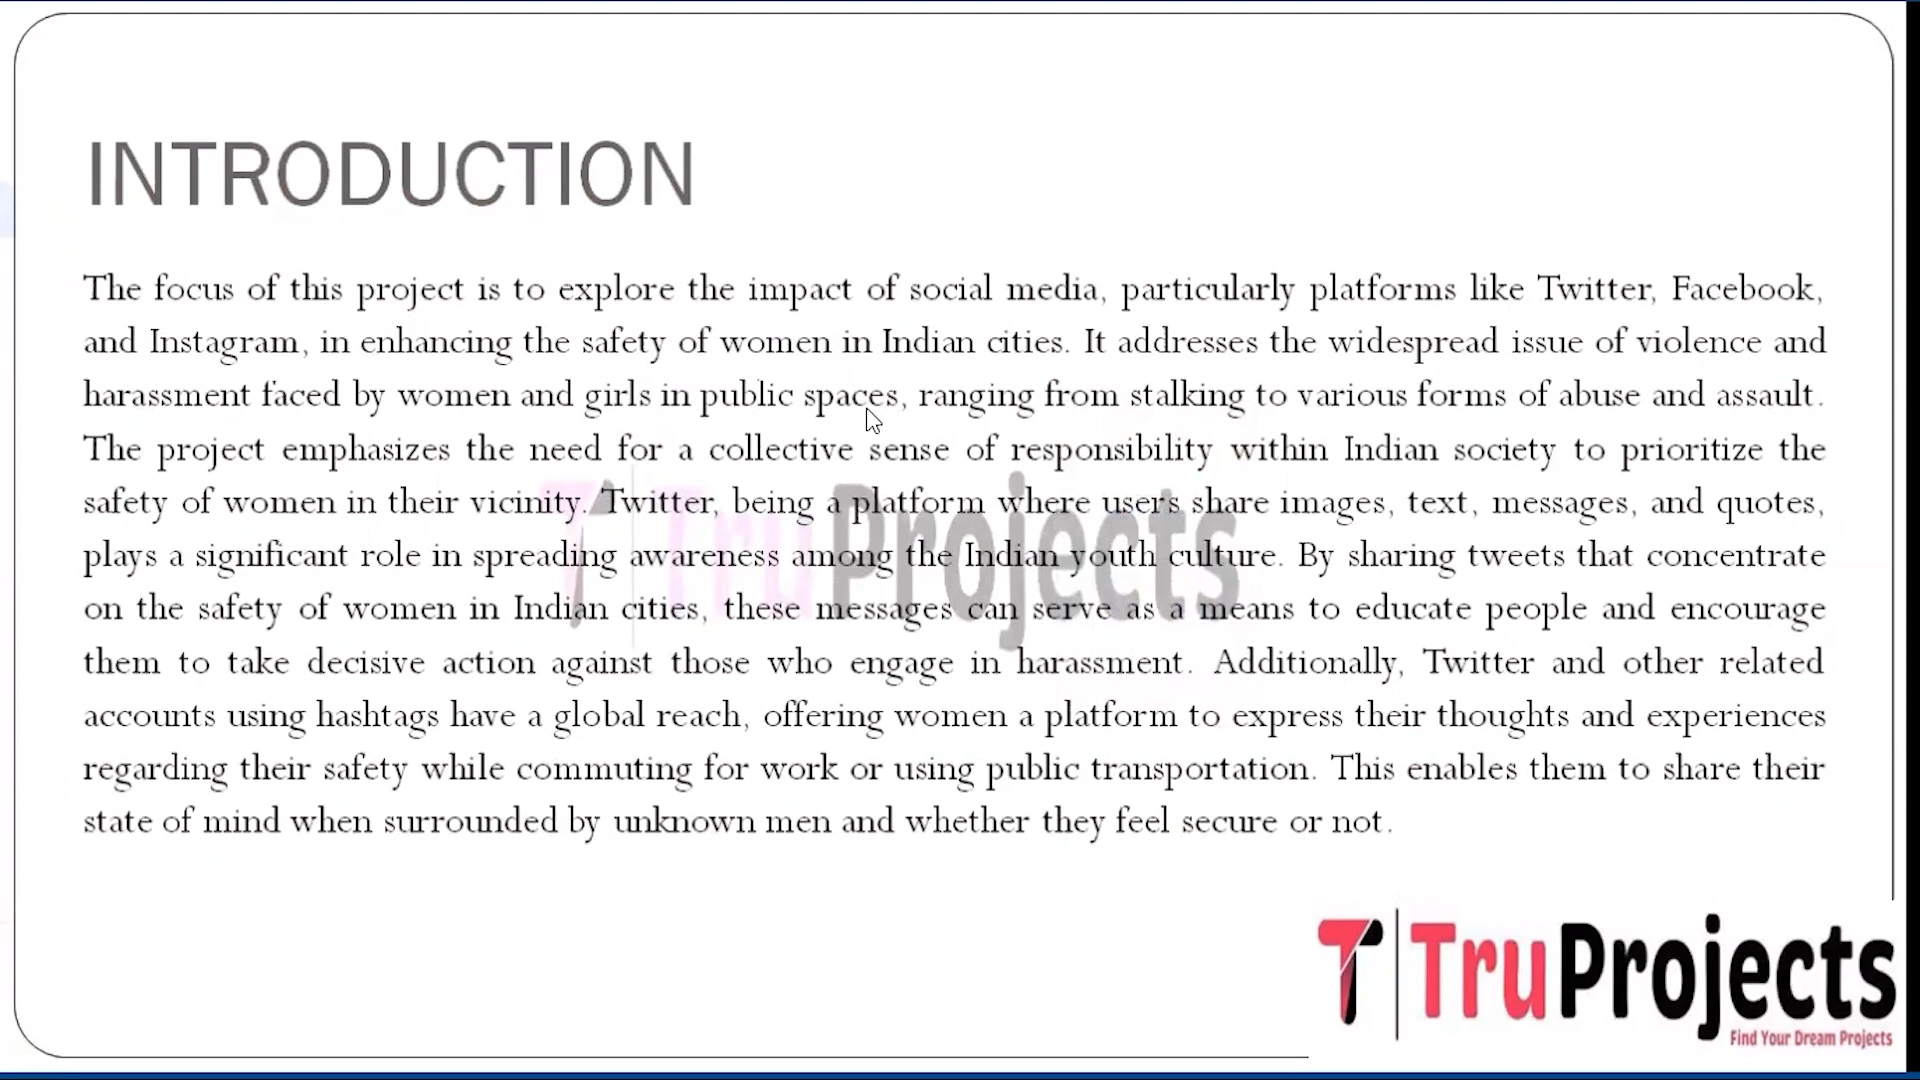 INTRODUCTION
The focus of this project is to explore the impact of social media, particularly platforms like Twitter, Facebook,
and Instagram, in enhancing the safety of women in Indian cities. It addresses the widespread issue of violence and
harassment faced by women and girls in public spaces, ranging from stalking to various forms of abuse and assault.
The project emphasizes the need for a collective sense of responsibility within Indian society to prioritize the
safety of women in their vicinity. Twitter, being a platform where users share images, text, messages, and quotes,
plays a significant role in spreading awareness among the Indian youth culture. By sharing tweets that concentrate
on the safety of women in Indian cities, these messages can serve as a means to educate people and encourage
them to take decisive action against those who engage in harassment. Additionally, Twitter and other related
accounts using hashtags have a global reach, offering women a platform to express their thoughts and experiences
regarding their safety while commuting for work or using public transportation. This enables them to share their
state of mind when surrounded by unknown men and whether they feel secure or not.
TruProjects
TruProjects
Find Your Dream Projects